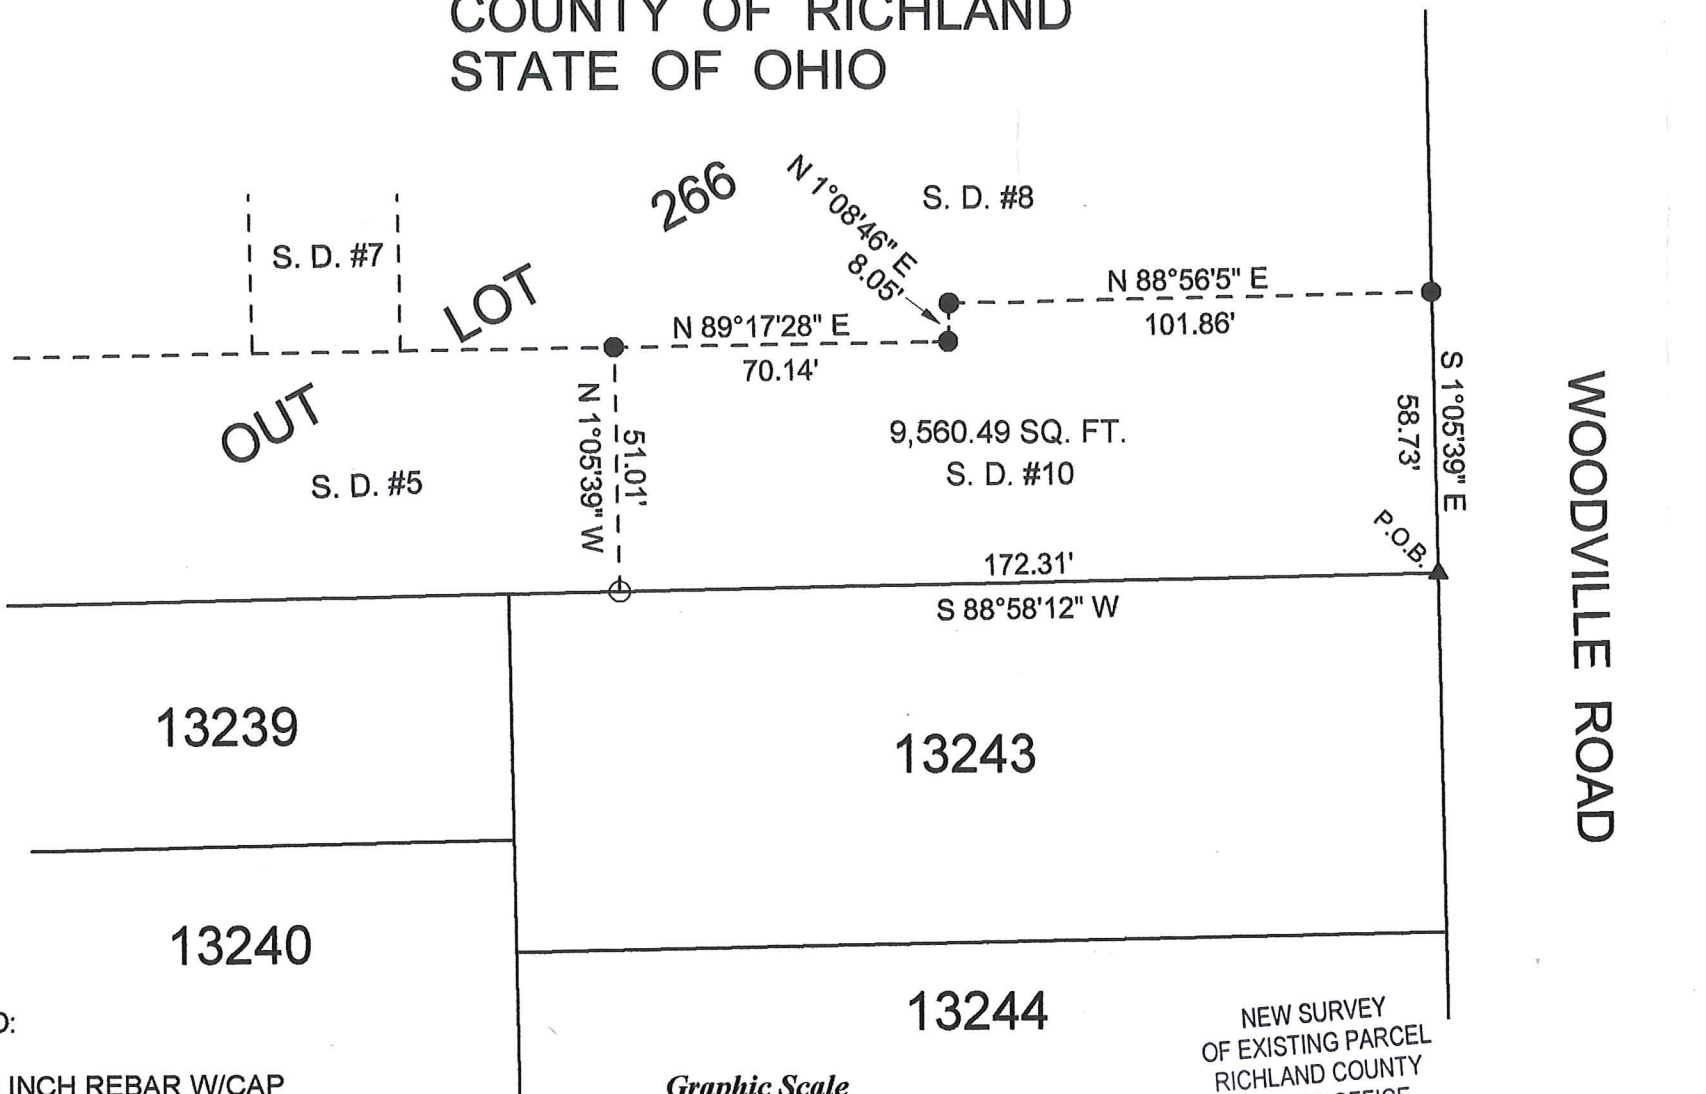 COUNTY OF RICHLAND
STATE OF OHIO
266
N 1°08'46" E
8.05'
S. D. #8
S. D. #7
LOT
N 88°56'5" E
101.86'
N 89°17'28" E
70.14'
OUT
N 1°05'39" W
51.01'
S 1°05'39" E
58.73'
WOODVILLE ROAD
9,560.49 SQ. FT.
S. D. #10
S. D. #5
P.O.B.
172.31'
S 88°58'12" W
13239
13243
13240
13244
NEW SURVEY
OF EXISTING PARCEL
RICHLAND COUNTY
INCH REBAR W/CAP
Graphic Scale